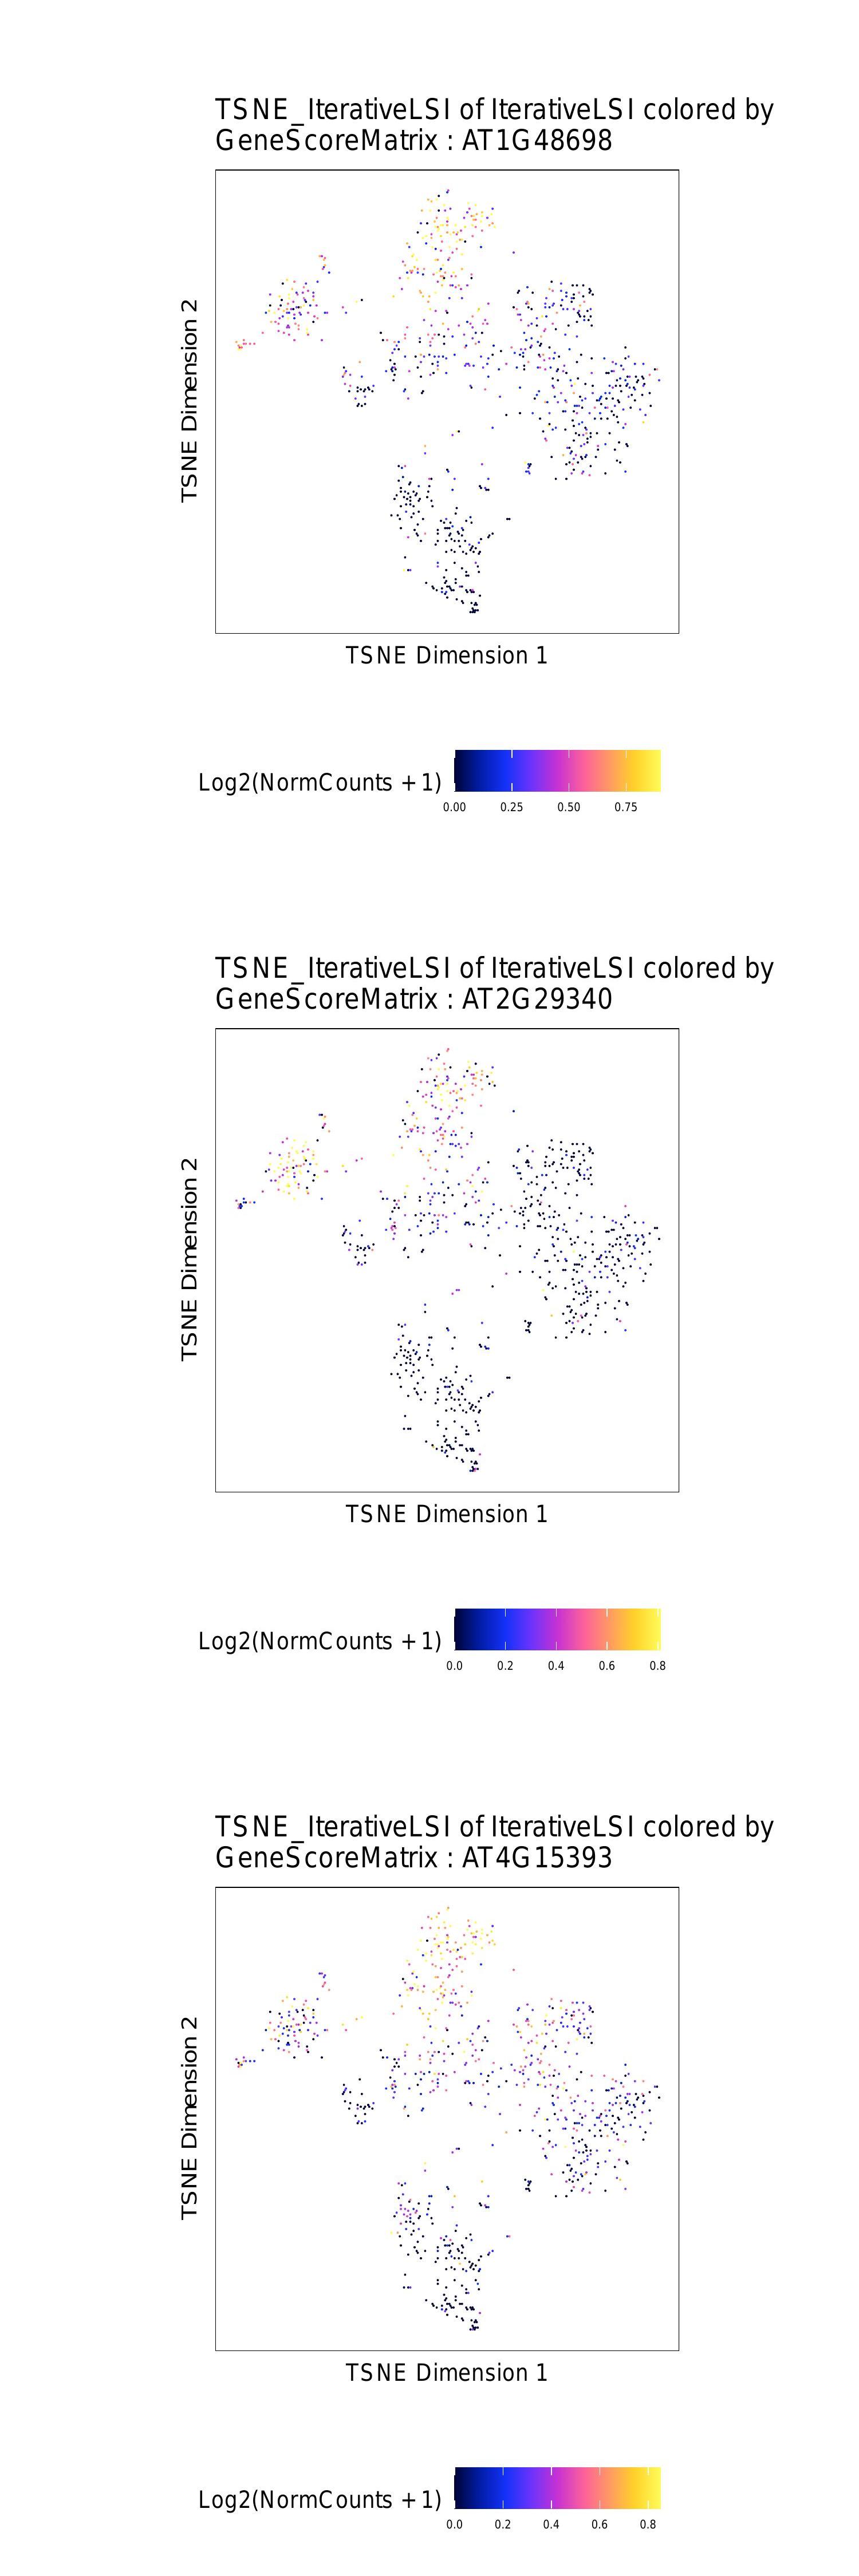 TSNE_IterativeLSI of IterativeLSI colored by
GeneScoreMatrix : AT1G48698
TSNE Dimension 2
TSNE Dimension 1
Log2(NormCounts + 1)
0.00 0.25 0.50 0.75
TSNE_IterativeLSI of IterativeLSI colored by
GeneScoreMatrix : AT2G29340
TSNE Dimension 2
TSNE Dimension 1
Log2(NormCounts + 1)
0.0 0.2 0.4 0.6 0.8
TSNE_IterativeLSI of IterativeLSI colored by
GeneScoreMatrix : AT4G15393
TSNE Dimension 2
TSNE Dimension 1
Log2(NormCounts + 1)
0.0 0.2 0.4 0.6 0.8